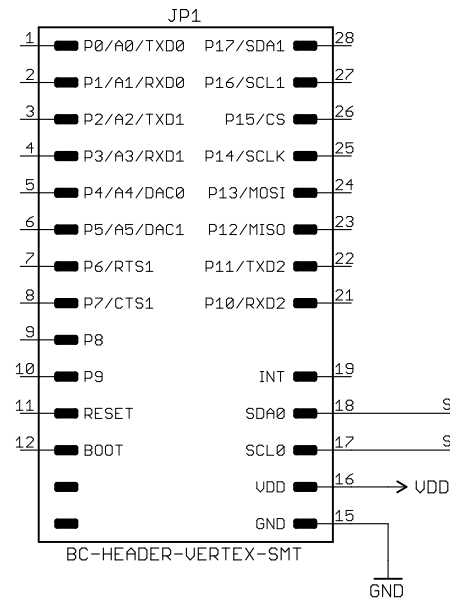 JP1
1 P0/A0/TXD0 P17/SDA1 28
2 P1/A1/RXD0 P16/SCL1 27
3 P2/A2/TXD1 P15/CS 26
4 P3/A3/RXD1 P14/SCLK 25
5 P4/A4/DAC0 P13/MOSI 24
6 P5/A5/DAC1 P12/MISO 23
7 P6/RTS1 P11/TXD2 22
8 P7/CTS1 P10/RXD2 21
9 P8
10 P9 INT 19
11 RESET SDA0 18 S
12 BOOT SCL0 17 S
VDD 16 VDD
GND 15
BC-HEADER-VERTEX-SMT
GND